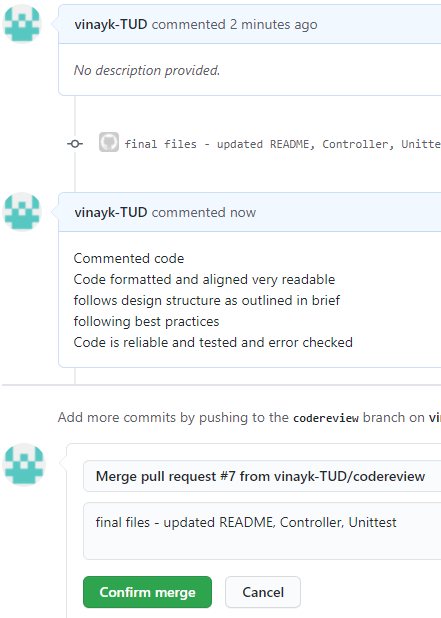 vinayk-TUD commented 2 minutes ago
No description provided.
final files - updated README, Controller, Unitte
vinayk-TUD commented now
Commented code
Code formatted and aligned very readable
follows design structure as outlined in brief
following best practices
Code is reliable and tested and error checked
Add more commits by pushing to the codereview branch on vi
Merge pull request #7 from vinayk-TUD/codereview
final files - updated README, Controller, Unittest
Confirm merge
Cancel